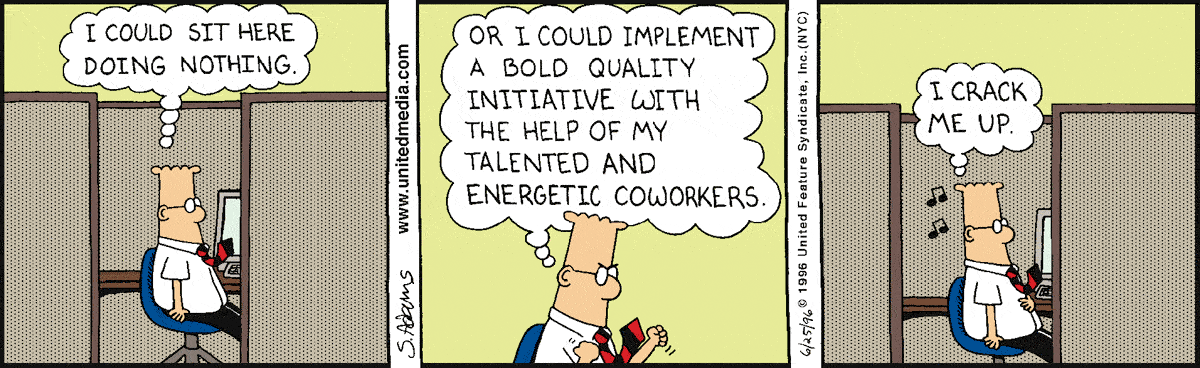 I COULD SIT HERE
DOING NOTHING.
www.unitedmedia.com
S. Adams
OR I COULD IMPLEMENT
A BOLD QUALITY
INITIATIVE WITH
THE HELP OF MY
TALENTED AND
ENERGETIC COWORKERS.
6/25/96 © 1996 United Feature Syndicate, Inc.(NYC)
I CRACK
ME UP.